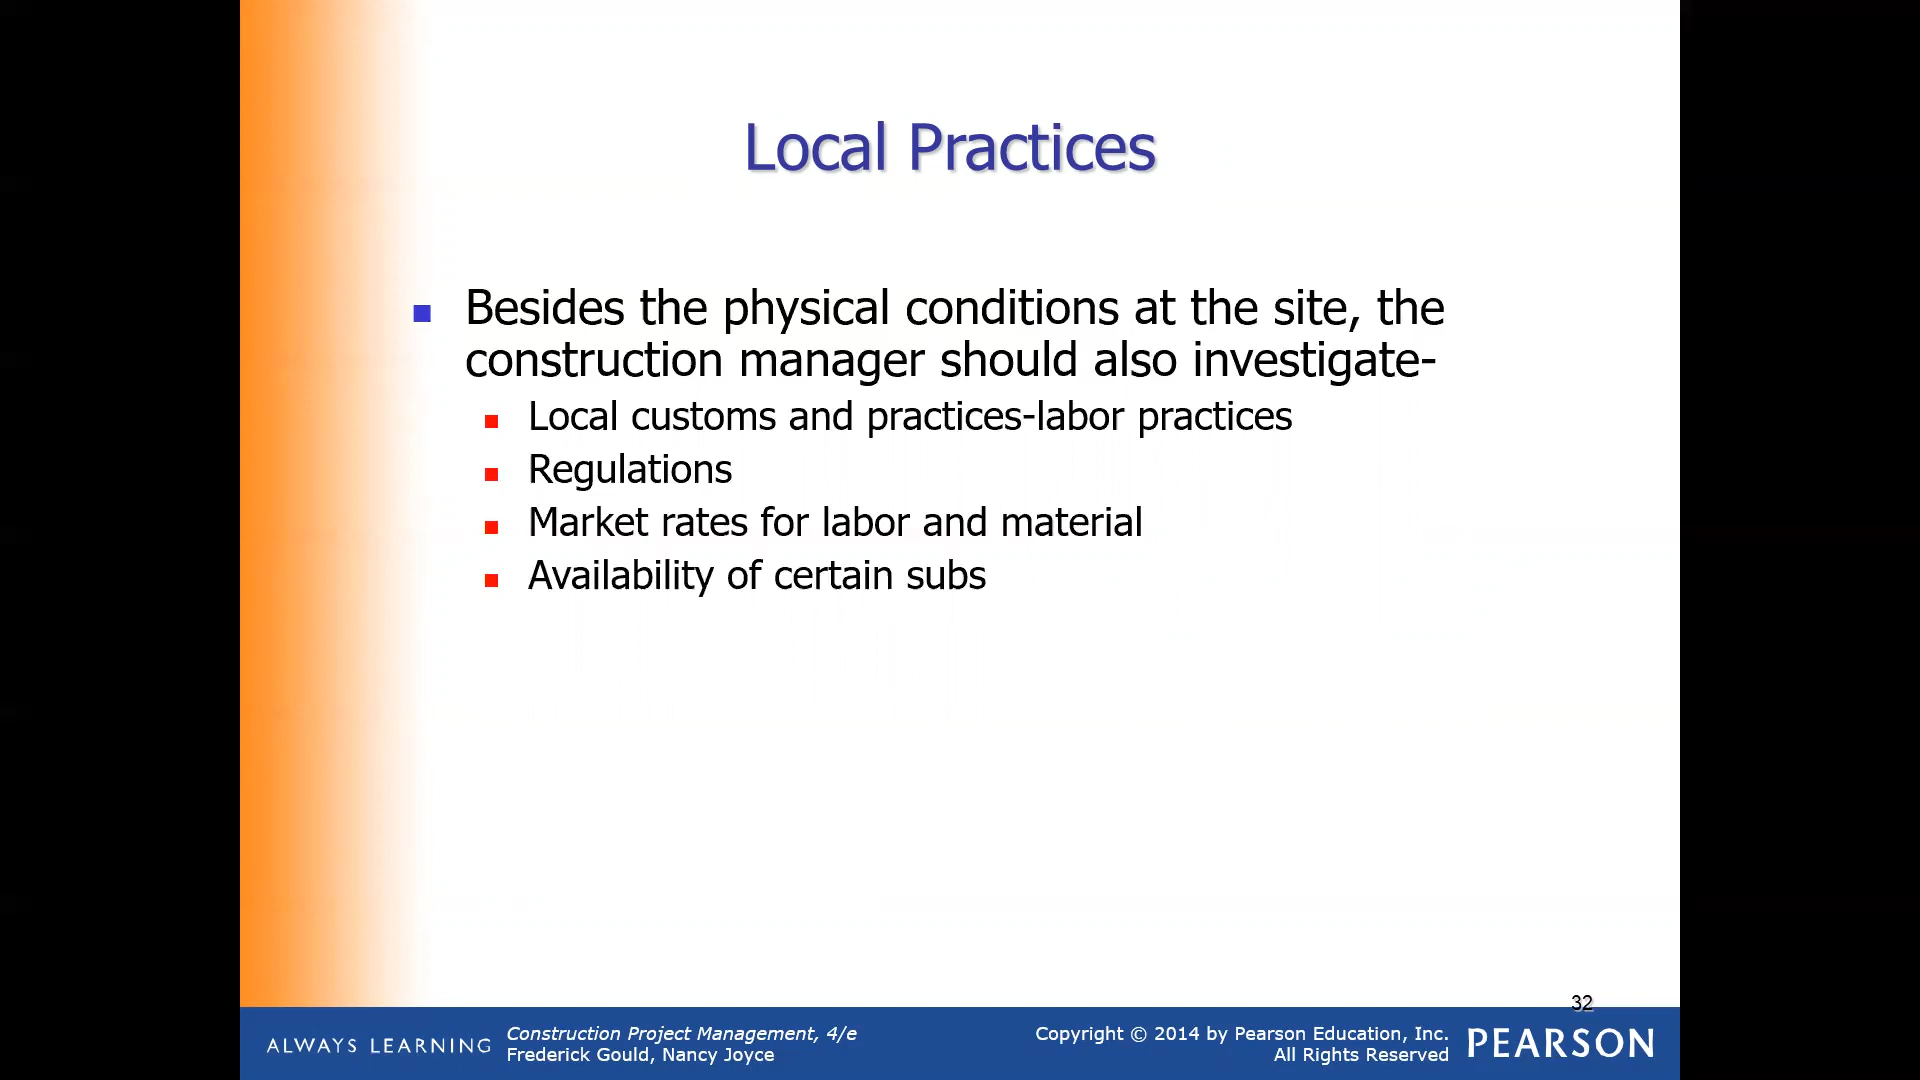 Local Practices
Besides the physical conditions at the site, the
construction manager should also investigate-
Local customs and practices-labor practices
Regulations
Market rates for labor and material
Availability of certain subs
32
ALWAYS LEARNING
Construction Project Management, 4/e
Frederick Gould, Nancy Joyce
Copyright © 2014 by Pearson Education, Inc.
All Rights Reserved
PEARSON